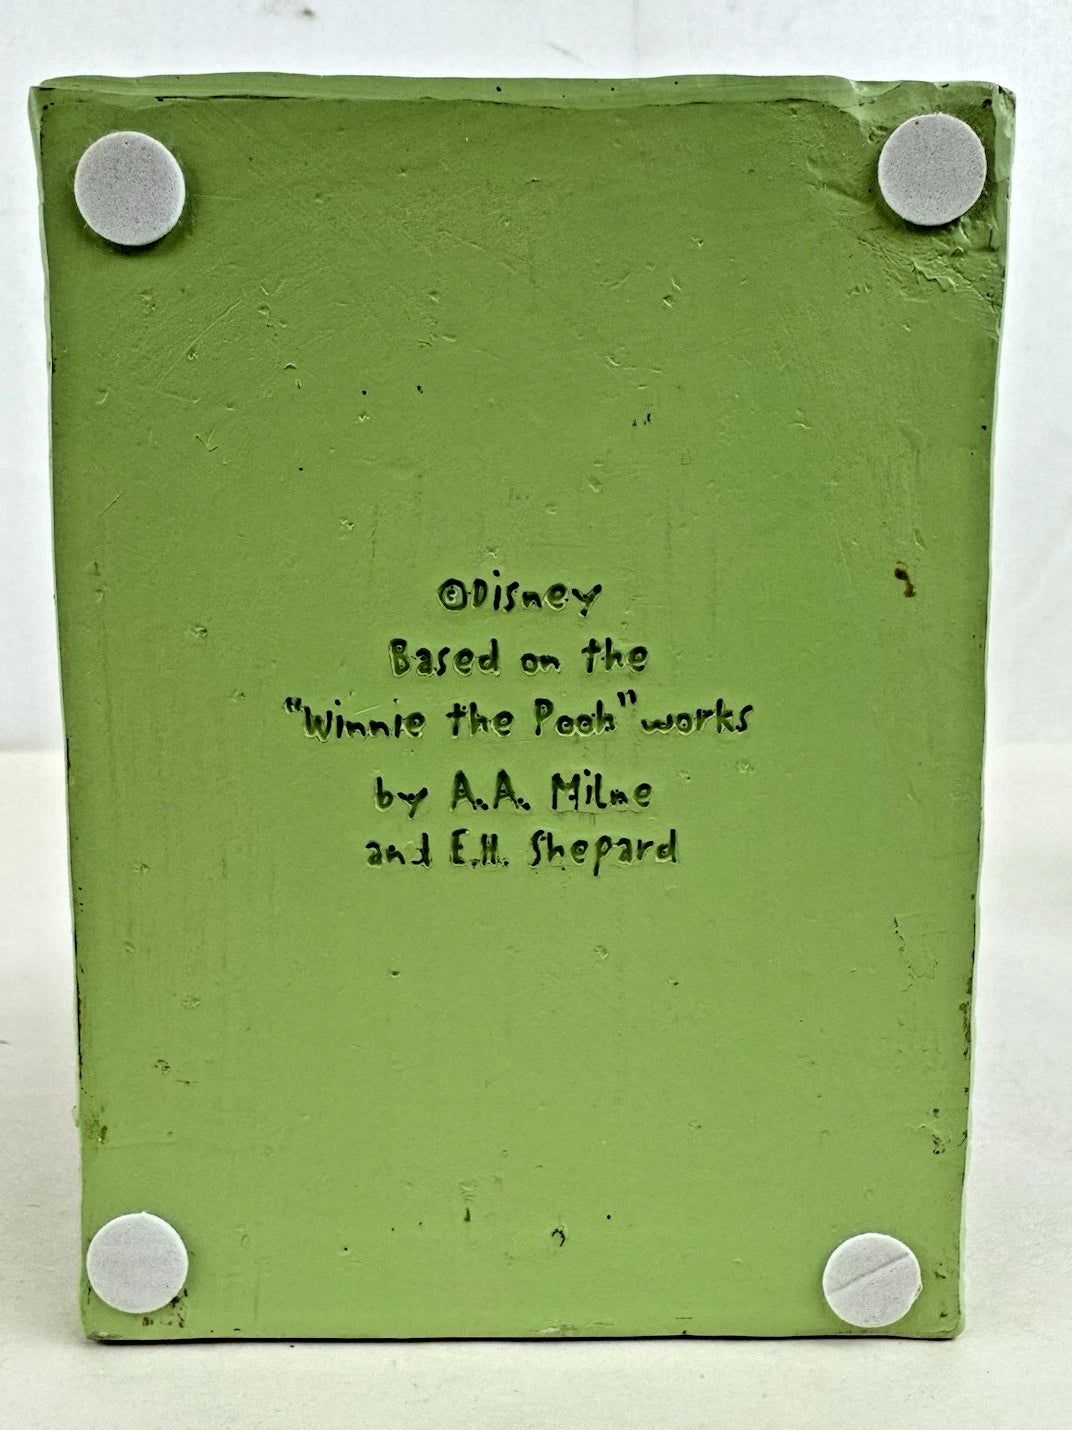 ©Disney
Based on the
"Winnie the Pooh" works
by A.A. Milne
and E.H. Shepard